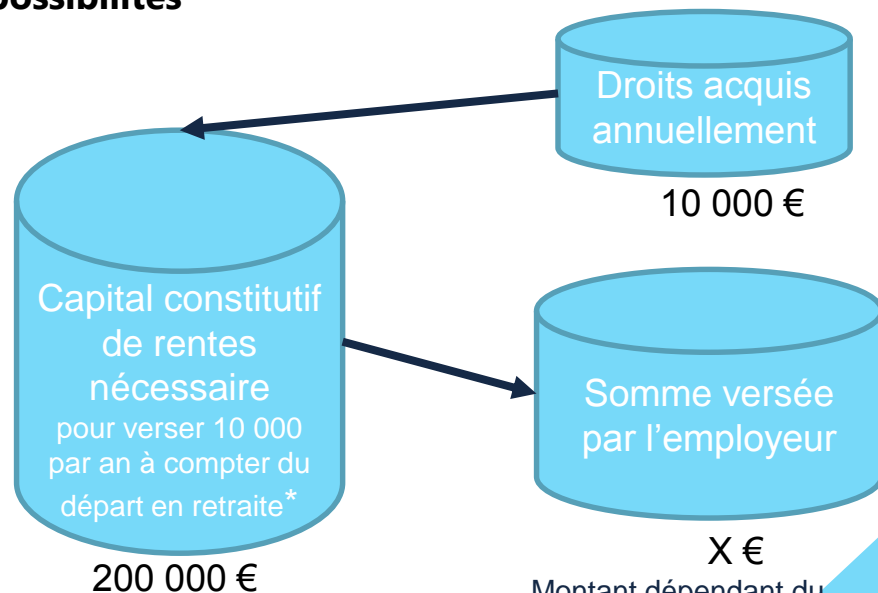 Droits acquis
annuellement
10 000 €
Capital constitutif
de rentes
nécessaire
pour verser 10 000
par an à compter du
départ en retraite*
200 000 €
Somme versée
par l’employeur
X €
Montant dépendant du